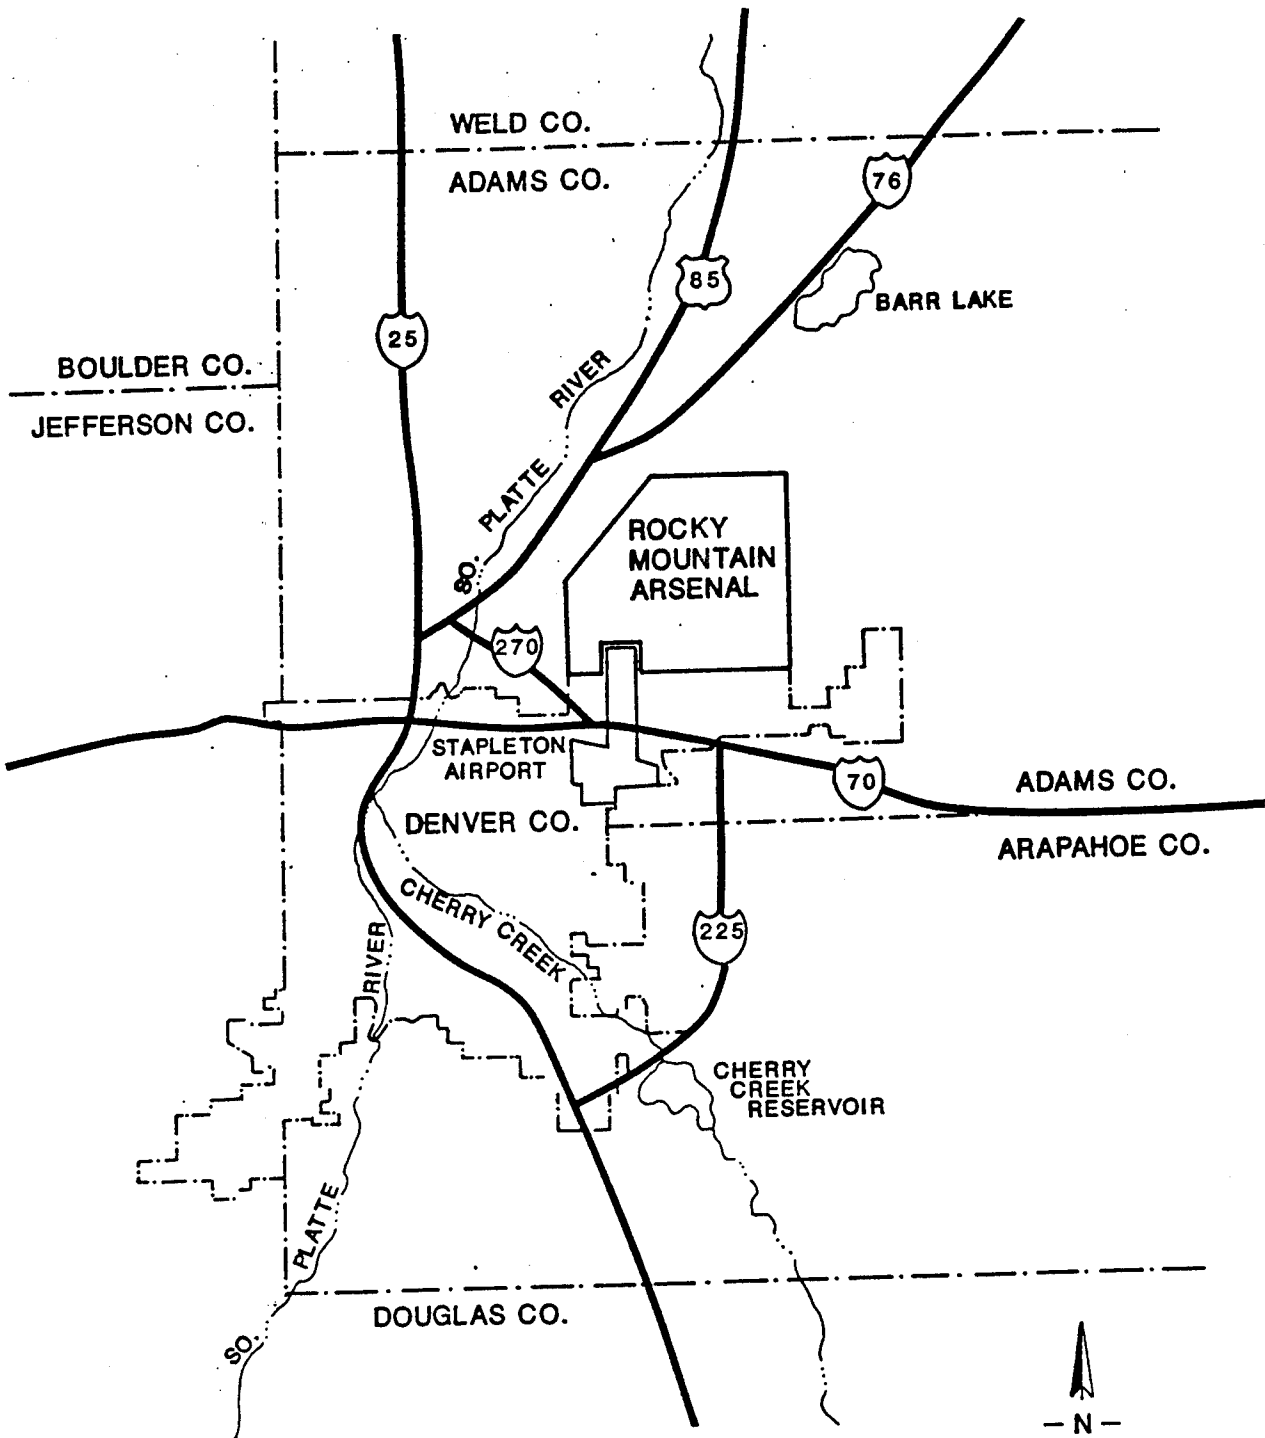 WELD CO.
ADAMS CO.
76
85
BARR LAKE
25
BOULDER CO.
JEFFERSON CO.
SO. PLATTE RIVER
ROCKY
MOUNTAIN
ARSENAL
270
STAPLETON
AIRPORT
70
ADAMS CO.
DENVER CO.
ARAPAHOE CO.
CHERRY CREEK
225
CHERRY
CREEK
RESERVOIR
SO. PLATTE RIVER
DOUGLAS CO.
- N -